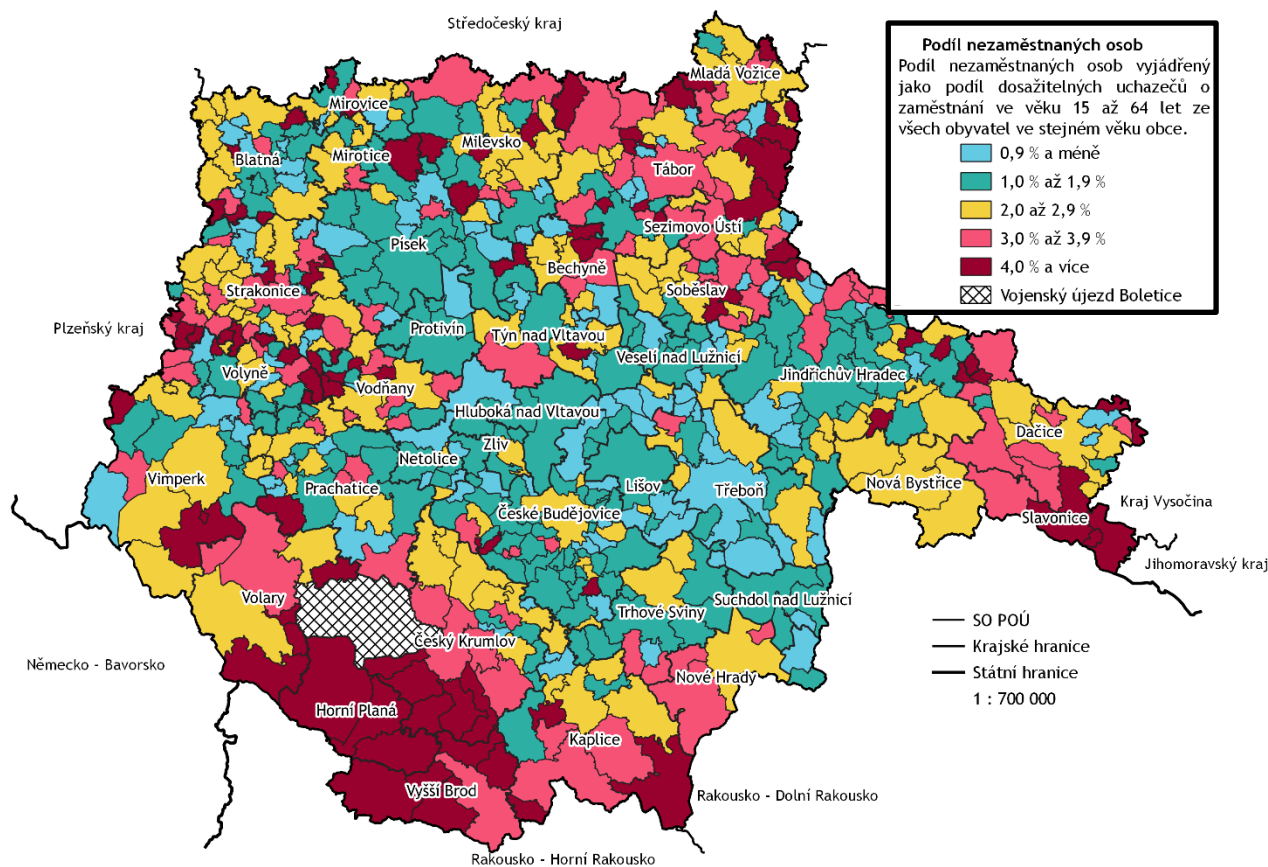 Středočeský kraj
Podíl nezaměstnaných osob
Podíl nezaměstnaných osob vyjádřený
jako podíl dosažitelných uchazečů o
zaměstnání ve věku 15 až 64 let ze
všech obyvatel ve stejném věku obce.
0,9 % a méně
1,0 % až 1,9 %
2,0 až 2,9 %
3,0 % až 3,9 %
4,0 % a více
Vojenský újezd Boletice
Mladá Vožice
Mirovice
Milevsko
Mirotice
Blatná
Tábor
Sezimovo Ústí
Písek
Bechyně
Soběslav
Strakonice
Plzeňský kraj
Protivín
Týn nad Vltavou
Veselí nad Lužnicí
Volyně
Jindřichův Hradec
Vodňany
Hluboká nad Vltavou
Dačice
Zliv
Netolice
Vimperk
Prachatice
Lišov
Třeboň
Nová Bystřice
České Budějovice
Kraj Vysočina
Slavonice
Jihomoravský kraj
Volary
Trhové Sviny
Suchdol nad Lužnicí
Český Krumlov
Německo - Bavorsko
Nové Hrady
Horní Planá
Kaplice
Vyšší Brod
SO POÚ
Krajské hranice
Státní hranice
1 : 700 000
Rakousko - Dolní Rakousko
Rakousko - Horní Rakousko